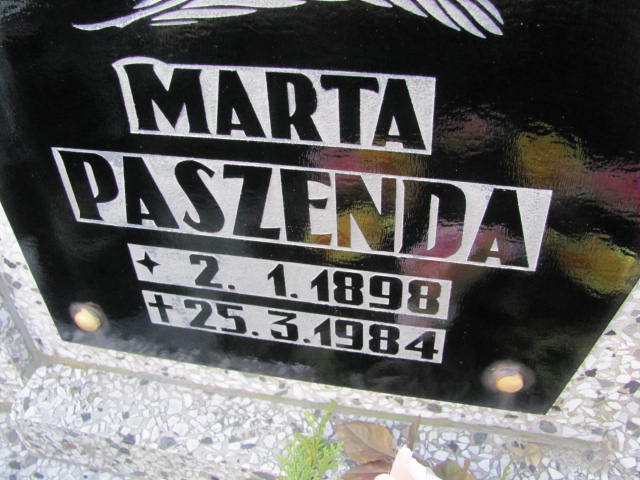 MARTA
PASZENDA
✦ 2. 1. 1898
✝ 25. 3. 1984